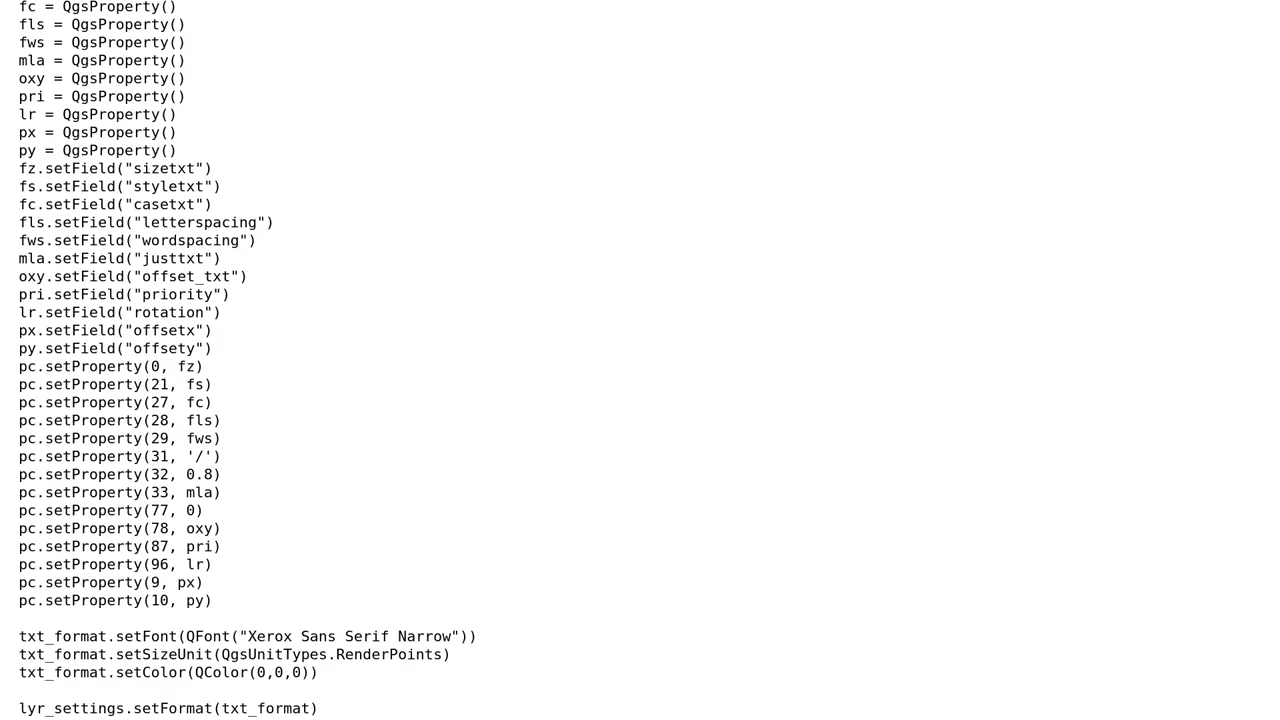 fc = QgsProperty()
fls = QgsProperty()
fws = QgsProperty()
mla = QgsProperty()
oxy = QgsProperty()
pri = QgsProperty()
lr = QgsProperty()
px = QgsProperty()
py = QgsProperty()
fz.setField("sizetxt")
fs.setField("styletxt")
fc.setField("casetxt")
fls.setField("letterspacing")
fws.setField("wordspacing")
mla.setField("justtxt")
oxy.setField("offset_txt")
pri.setField("priority")
lr.setField("rotation")
px.setField("offsetx")
py.setField("offsety")
pc.setProperty(0, fz)
pc.setProperty(21, fs)
pc.setProperty(27, fc)
pc.setProperty(28, fls)
pc.setProperty(29, fws)
pc.setProperty(31, '/')
pc.setProperty(32, 0.8)
pc.setProperty(33, mla)
pc.setProperty(77, 0)
pc.setProperty(78, oxy)
pc.setProperty(87, pri)
pc.setProperty(96, lr)
pc.setProperty(9, px)
pc.setProperty(10, py)
txt_format.setFont(QFont("Xerox Sans Serif Narrow"))
txt_format.setSizeUnit(QgsUnitTypes.RenderPoints)
txt_format.setColor(QColor(0,0,0))
lyr_settings.setFormat(txt_format)